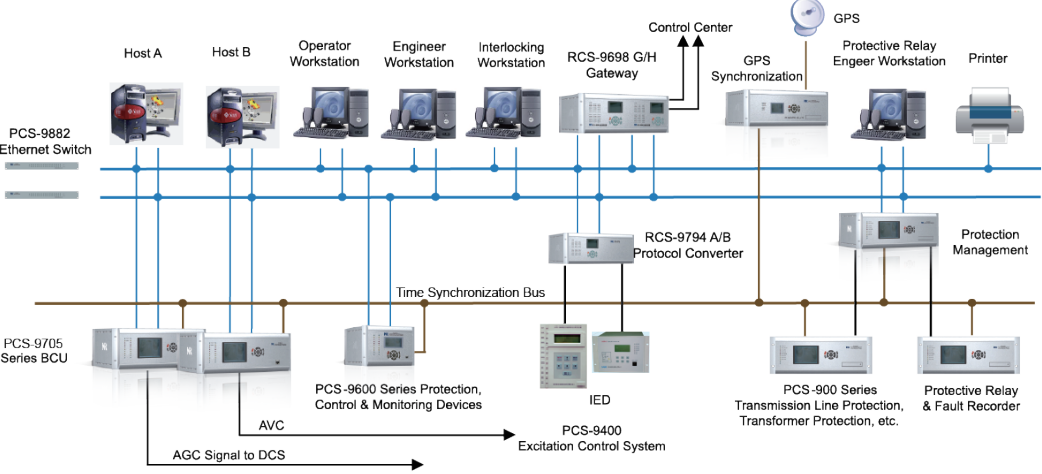 Control Center
GPS
Host A
Host B
Operator
Workstation
Engineer
Workstation
Interlocking
Workstation
RCS-9698 G/H
Gateway
GPS
Synchronization
Protective Relay
Engeer Workstation
Printer
PCS-9882
Ethernet Switch
RCS-9794 A/B
Protocol Converter
Protection
Management
Time Synchronization Bus
PCS-9705
Series BCU
PCS-9600 Series Protection,
Control & Monitoring Devices
IED
PCS-900 Series
Transmission Line Protection,
Transformer Protection, etc.
Protective Relay
& Fault Recorder
PCS-9400
Excitation Control System
AVC
AGC Signal to DCS